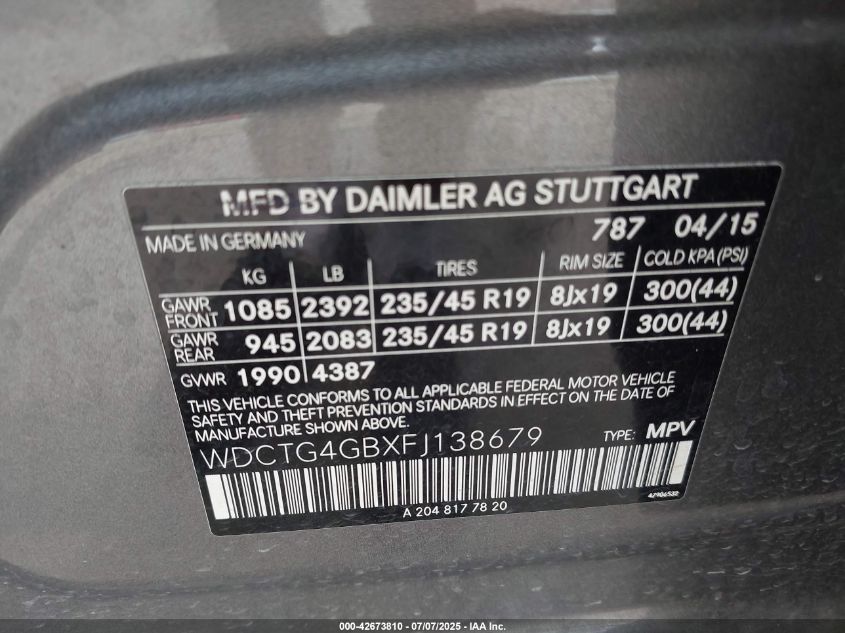 MFD BY DAIMLER AG STUTTGART
787 04/15
MADE IN GERMANY
KG LB TIRES RIM SIZE COLD KPA (PSI)
GAWR FRONT 1085 2392 235/45 R19 8Jx19 300(44)
GAWR REAR 945 2083 235/45 R19 8Jx19 300(44)
GVWR 1990 4387
THIS VEHICLE CONFORMS TO ALL APPLICABLE FEDERAL MOTOR VEHICLE
SAFETY AND THEFT PREVENTION STANDARDS IN EFFECT ON THE DATE OF
MANUFACTURE SHOWN ABOVE.
WDCTG4GBXFJ138679 TYPE: MPV
A 204 817 78 20
000-42673810 - 07/07/2025 - IAA Inc.